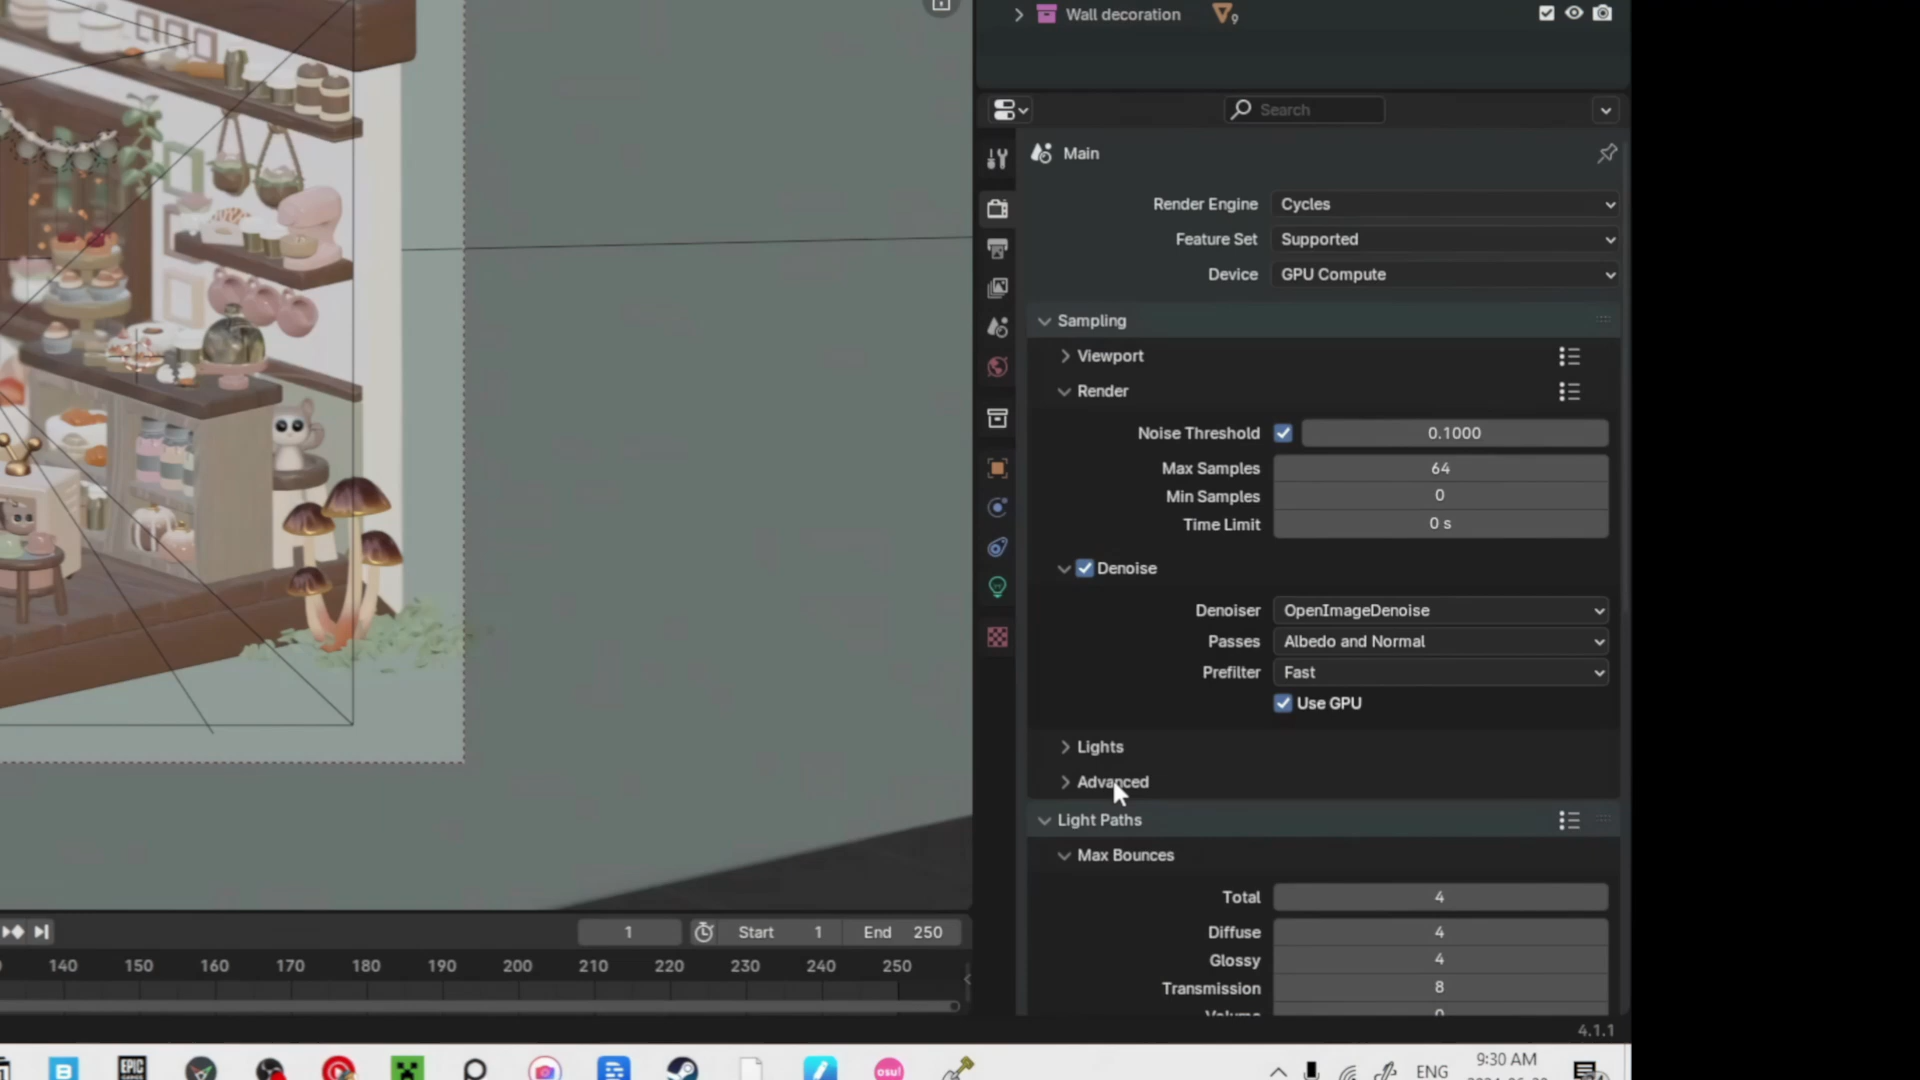 Wall decoration 9
Search
Main
Render Engine Cycles
Feature Set Supported
Device GPU Compute
Sampling
Viewport
Render
Noise Threshold 0.1000
Max Samples 64
Min Samples 0
Time Limit 0 s
Denoise
Denoiser OpenImageDenoise
Passes Albedo and Normal
Prefilter Fast
Use GPU
Lights
Advanced
Light Paths
Max Bounces
Total 4
Diffuse 4
Glossy 4
Transmission 8
Volume 0
1 Start 1 End 250
140 150 160 170 180 190 200 210 220 230 240 250
4.1.1
EPIC
osu!
ENG
9:30 AM